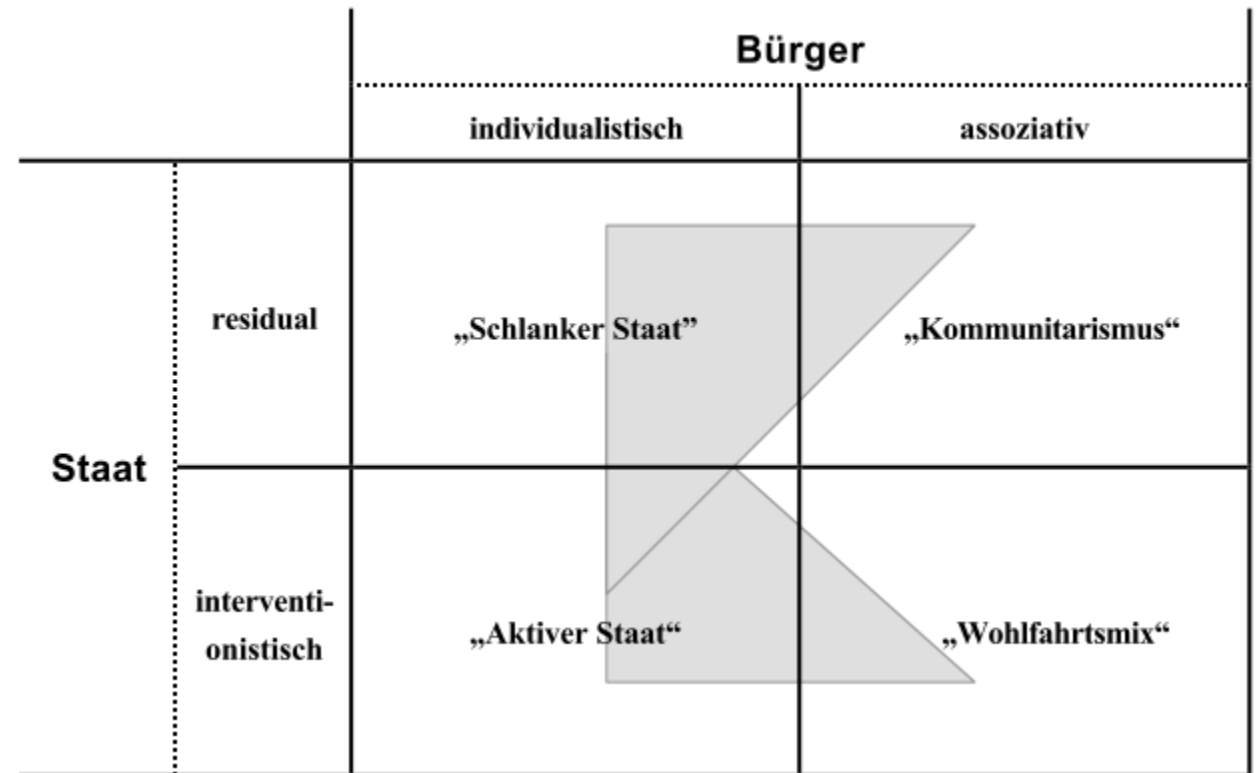 Bürger
individualistisch
assoziativ
residual
„Schlanker Staat”
„Kommunitarismus“
Staat
interventi-
onistisch
„Aktiver Staat“
„Wohlfahrtsmix“